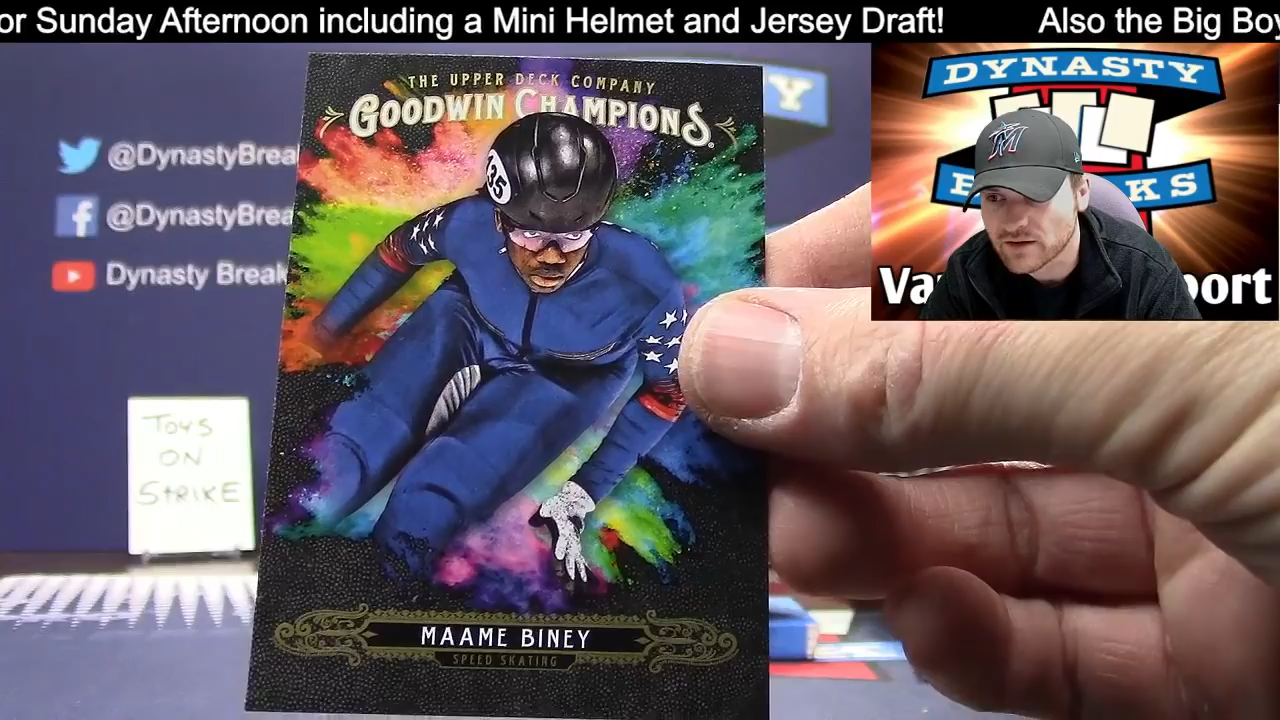 or Sunday Afternoon including a Mini Helmet and Jersey Draft! Also the Big Boy
@DynastyBrea
@DynastyBrea
Dynasty Break
TOYS
ON
STRIKE
THE UPPER DECK COMPANY
GOODWIN CHAMPIONS
35
MAAME BINEY
SPEED SKATING
Y
DYNASTY
B KS
M
Va port